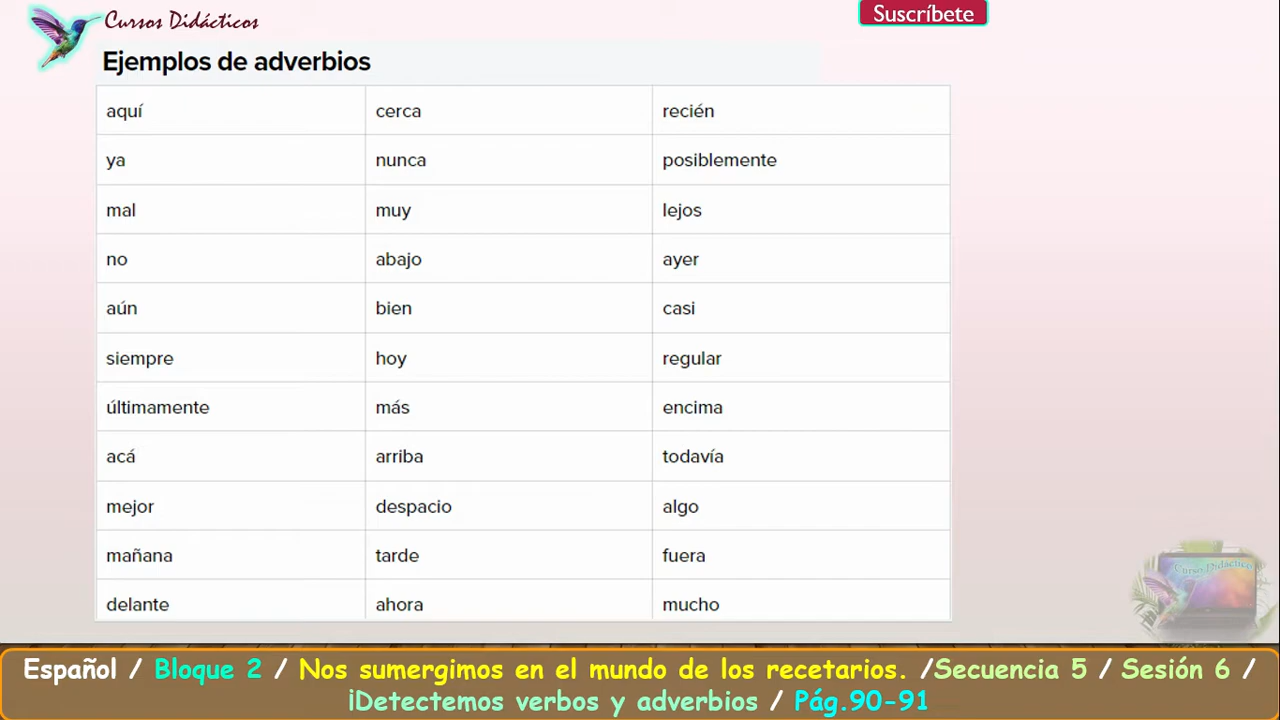 Cursos Didácticos
Suscríbete
Ejemplos de adverbios
aquí cerca recién
ya nunca posiblemente
mal muy lejos
no abajo ayer
aún bien casi
siempre hoy regular
últimamente más encima
acá arriba todavía
mejor despacio algo
mañana tarde fuera
delante ahora mucho
Cursos Didáctico
Español / Bloque 2 / Nos sumergimos en el mundo de los recetarios. /Secuencia 5 / Sesión 6 /
¡Detectemos verbos y adverbios / Pág.90-91